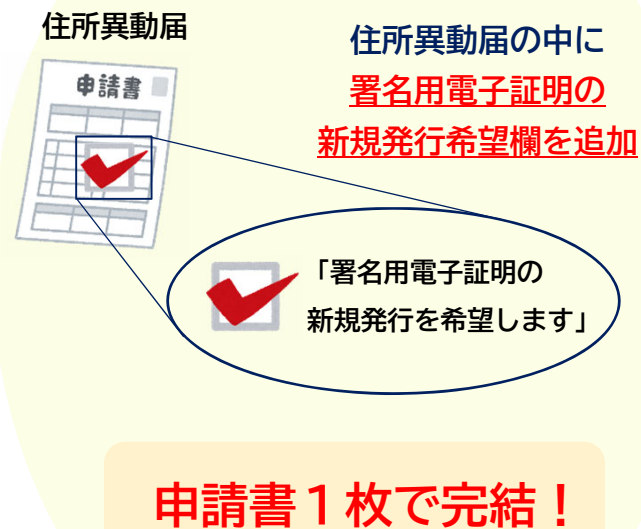 住所異動届
申請書
住所異動届の中に
署名用電子証明の
新規発行希望欄を追加
「署名用電子証明の
新規発行を希望します」
申請書1枚で完結！